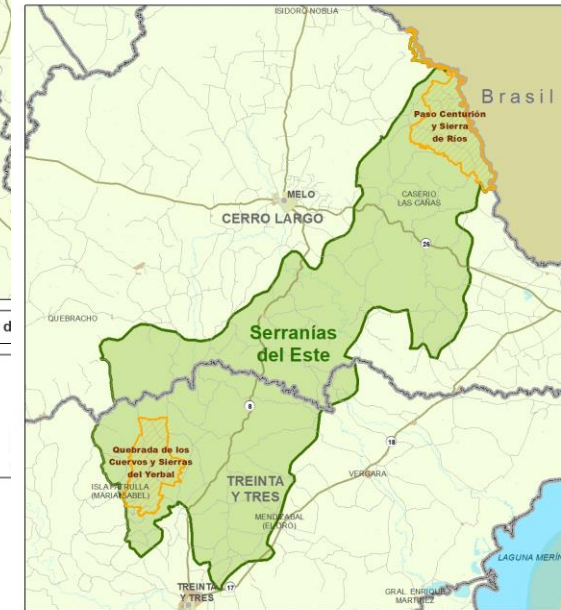 ISIDORO NOBLIA
Brasil
Paso Centurión
y Sierra
de Ríos
MELO
CASERIO
LAS CAÑAS
CERRO LARGO
26
QUEBRACHO
d
Serranías
del Este
8
18
Quebrada de los
Cuervos y Sierras
del Yerbal
VERGARA
TREINTA
Y TRES
ISLA PATRULLA
(MARIA ISABEL)
MENDIZABAL
(EL ORO)
LAGUNA MERÍN
TREINTA
Y TRES
17
GRAL. ENRIQUE
MARTINEZ